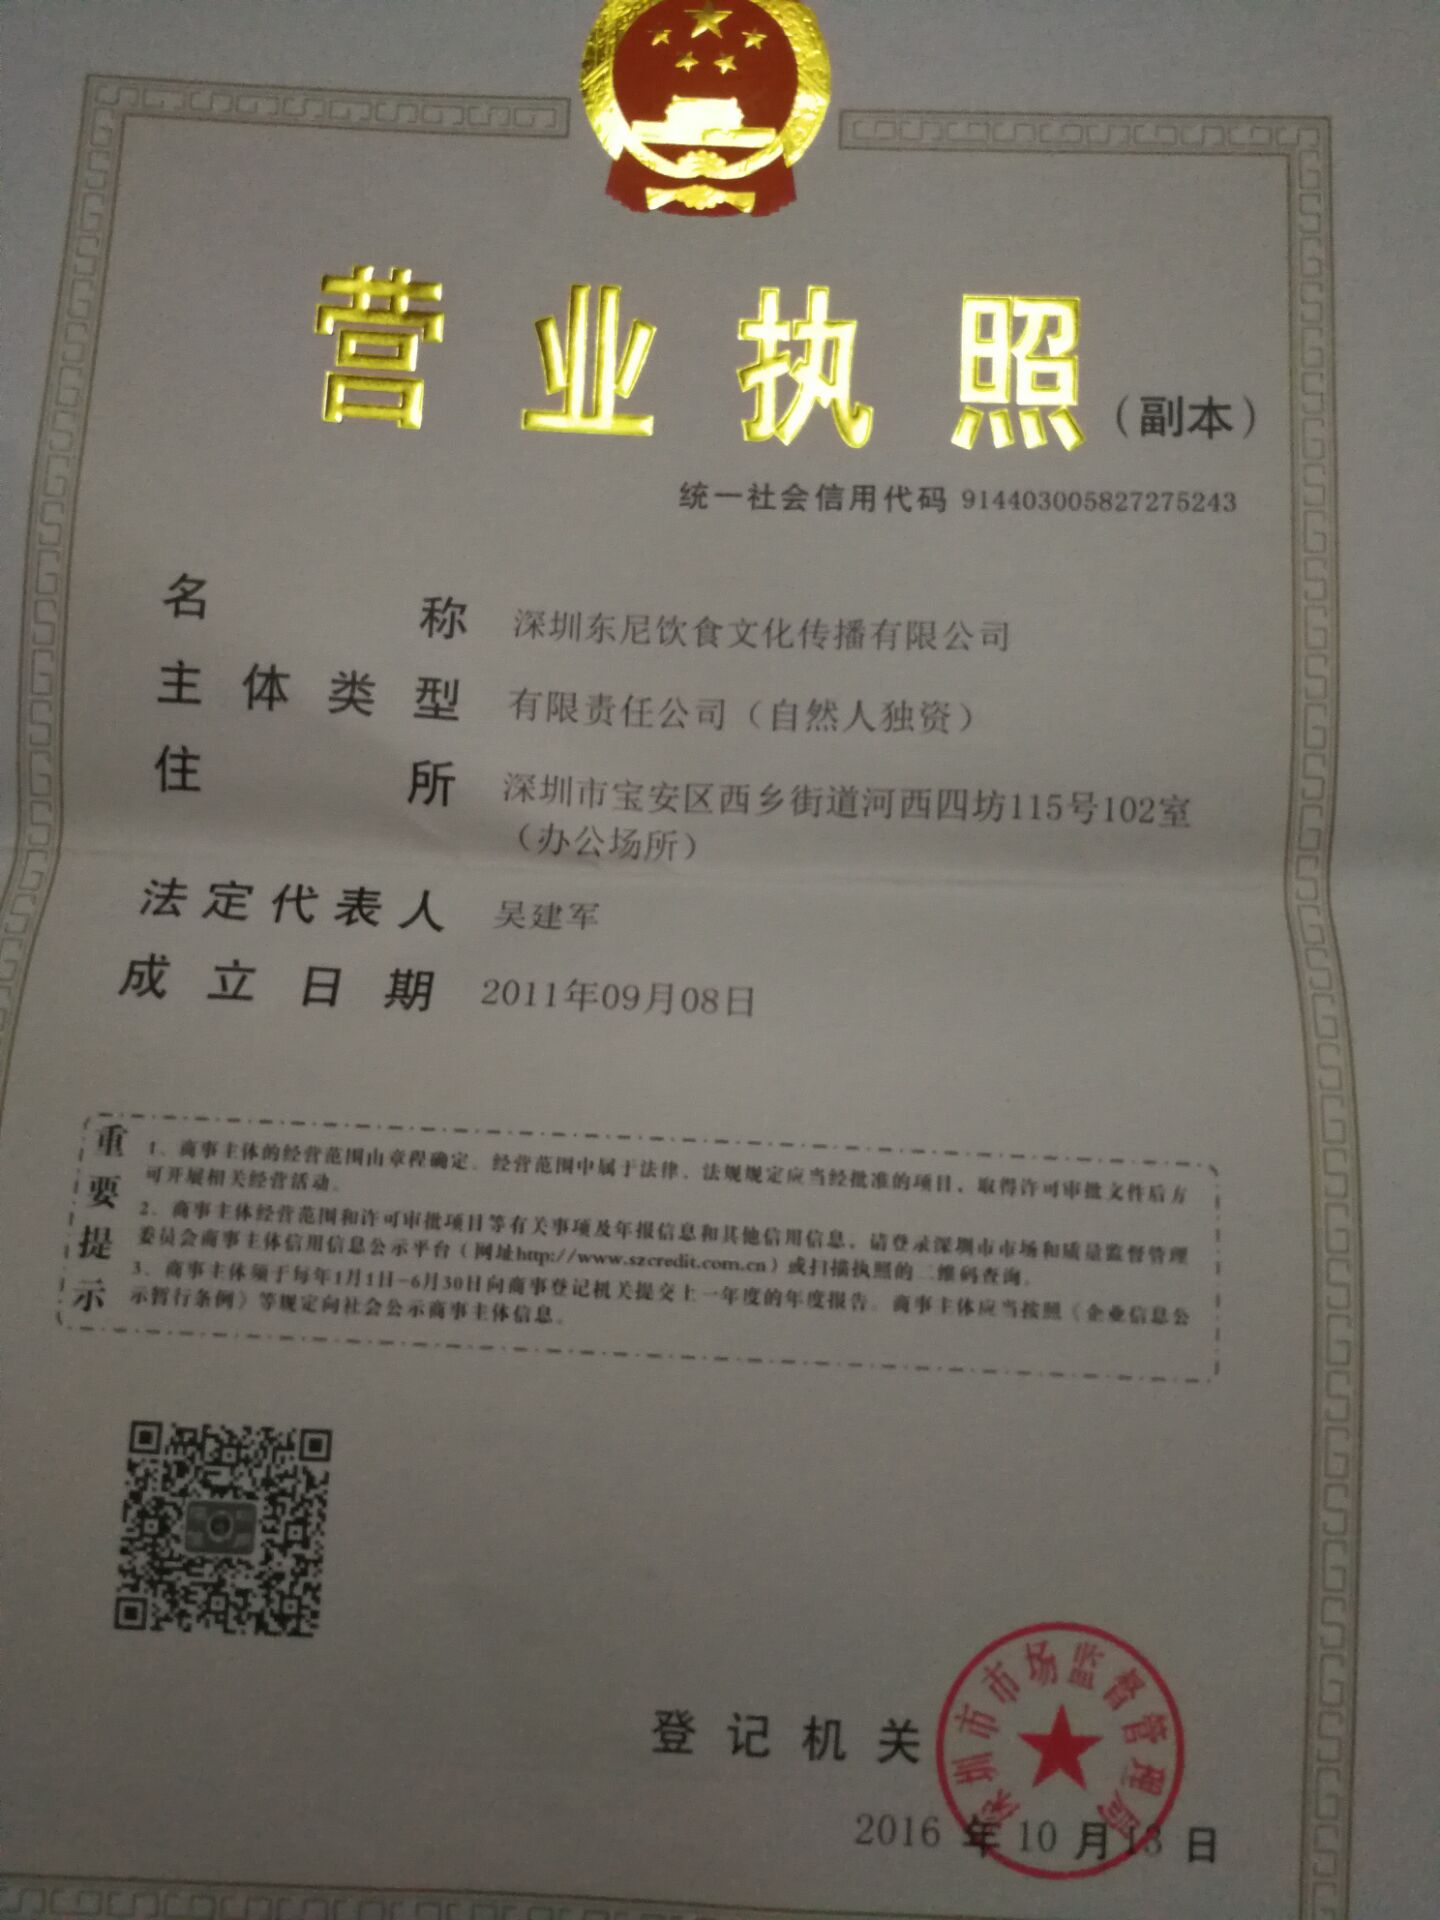 营业执照（副本）
统一社会信用代码 914403005827275243
名称 深圳东尼饮食文化传播有限公司
主体类型 有限责任公司（自然人独资）
住所 深圳市宝安区西乡街道河西四坊115号102室
（办公场所）
法定代表人 吴建军
成立日期 2011年09月08日
重要提示
1、商事主体的经营范围由章程确定。经营范围中属于法律、法规规定应当经批准的项目，取得许可审批文件后方
可开展相关经营活动。
2、商事主体经营范围和许可审批项目等有关事项及年报信息和其他信用信息，请登录深圳市市场和质量监督管理
委员会商事主体信用信息公示平台（网址http://www.szcredit.com.cn）或扫描执照的二维码查询。
3、商事主体须于每年1月1日-6月30日向商事登记机关提交上一年度的年度报告。商事主体应当按照《企业信息公
示暂行条例》等规定向社会公示商事主体信息。
登记机关
深圳市市场监督管理局
2016 年 10 月 13 日